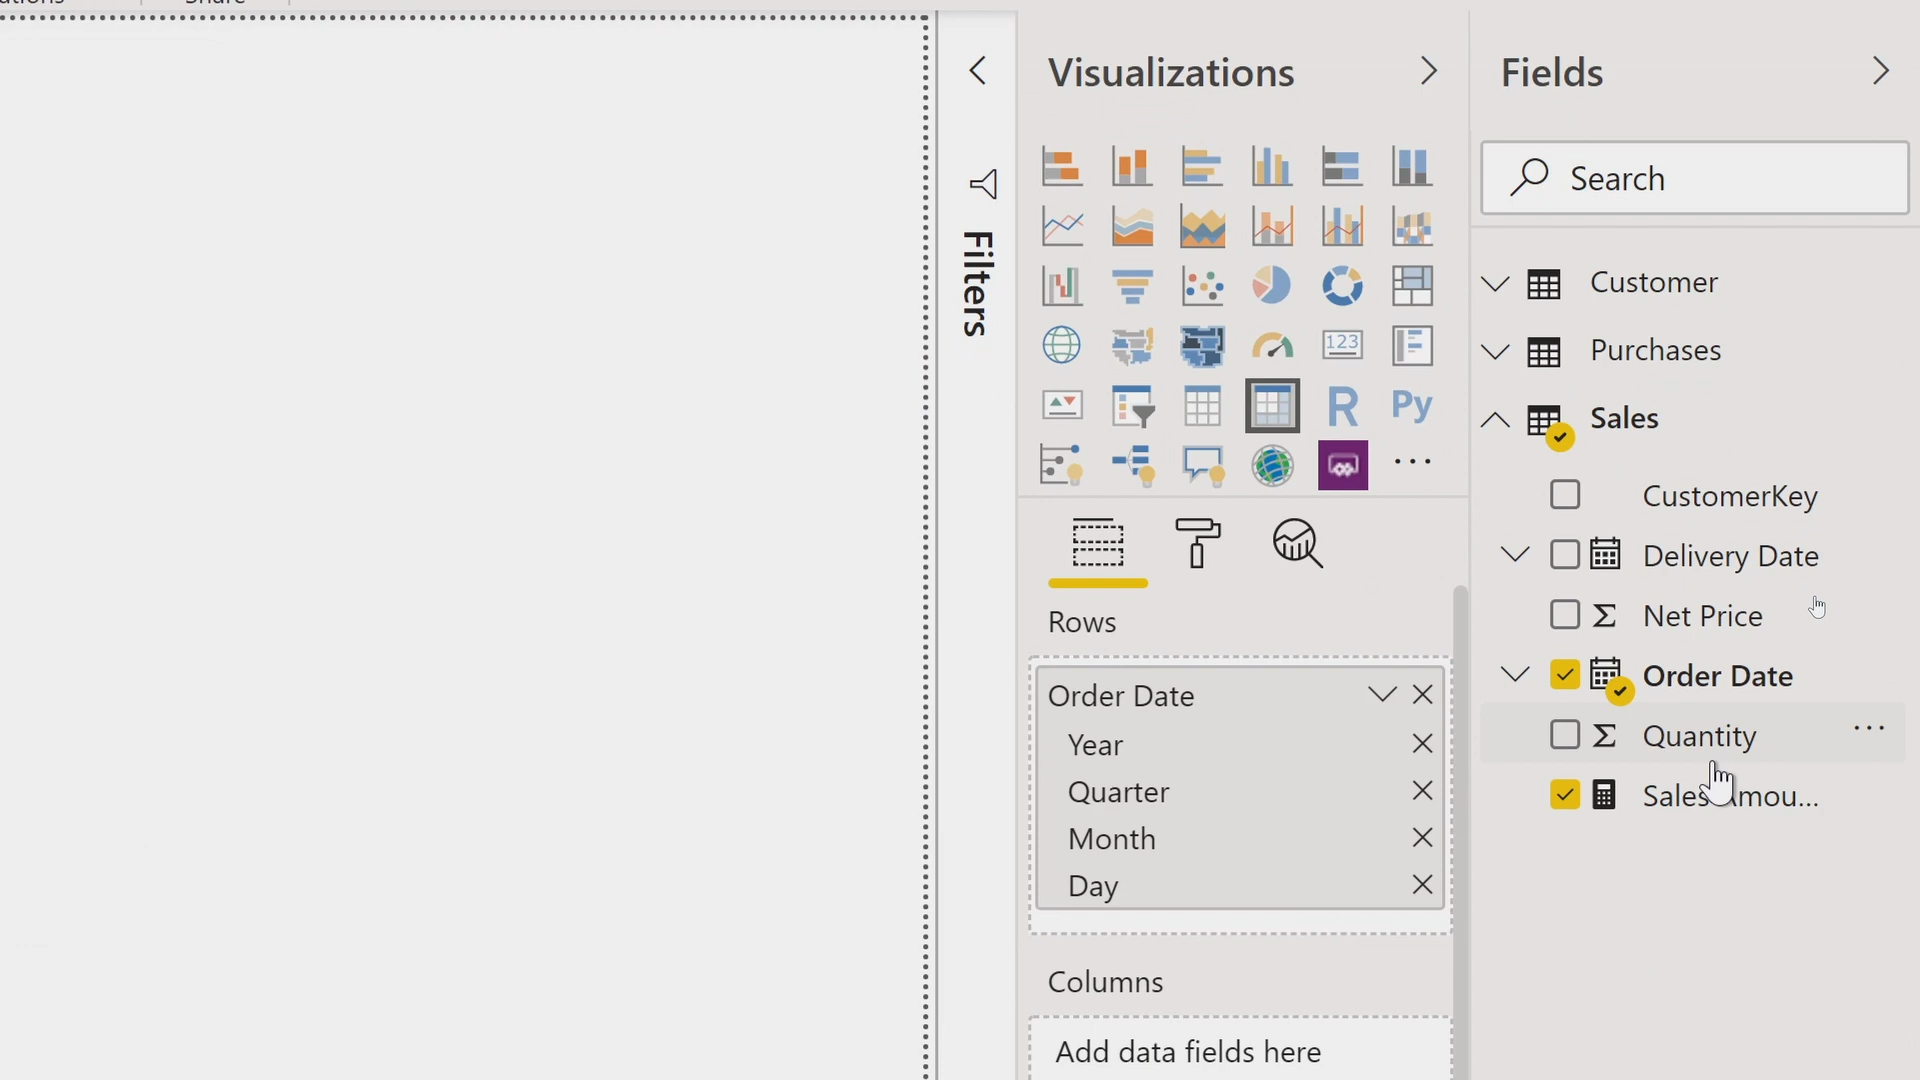 Share
Visualizations
Fields
Search
Filters
Customer
Purchases
Sales
123
R
Py
CustomerKey
Delivery Date
Net Price
Order Date
Quantity
Sales Amou...
Rows
Order Date
Year
Quarter
Month
Day
Columns
Add data fields here